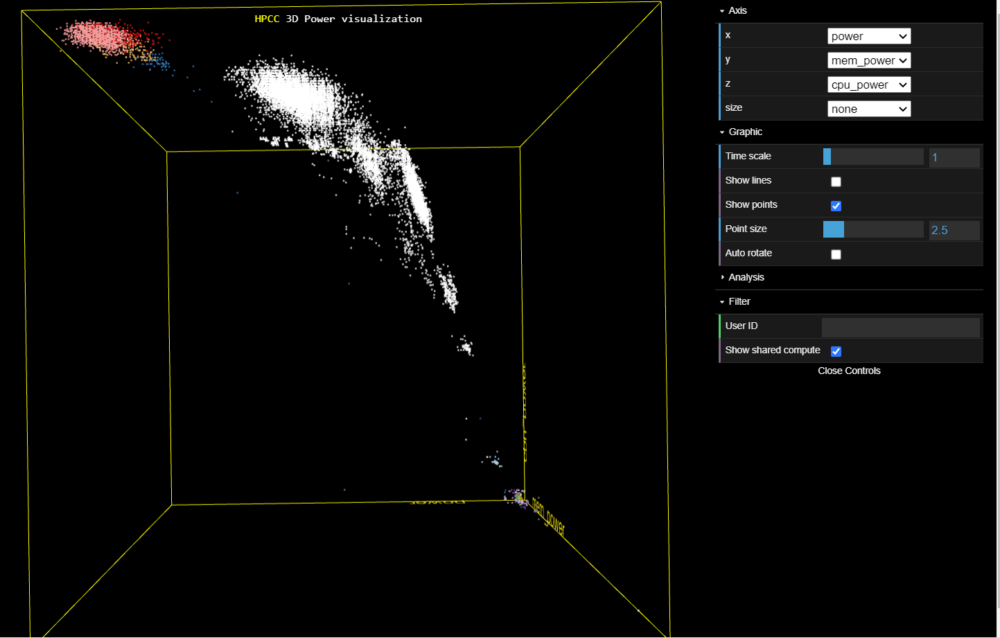 HPCC 3D Power visualization
Axis
x power
y mem_power
z cpu_power
size none
Graphic
Time scale 1
Show lines
Show points
Point size 2.5
Auto rotate
Analysis
Filter
User ID
Show shared compute
Close Controls
cpu_power
power
mem_power